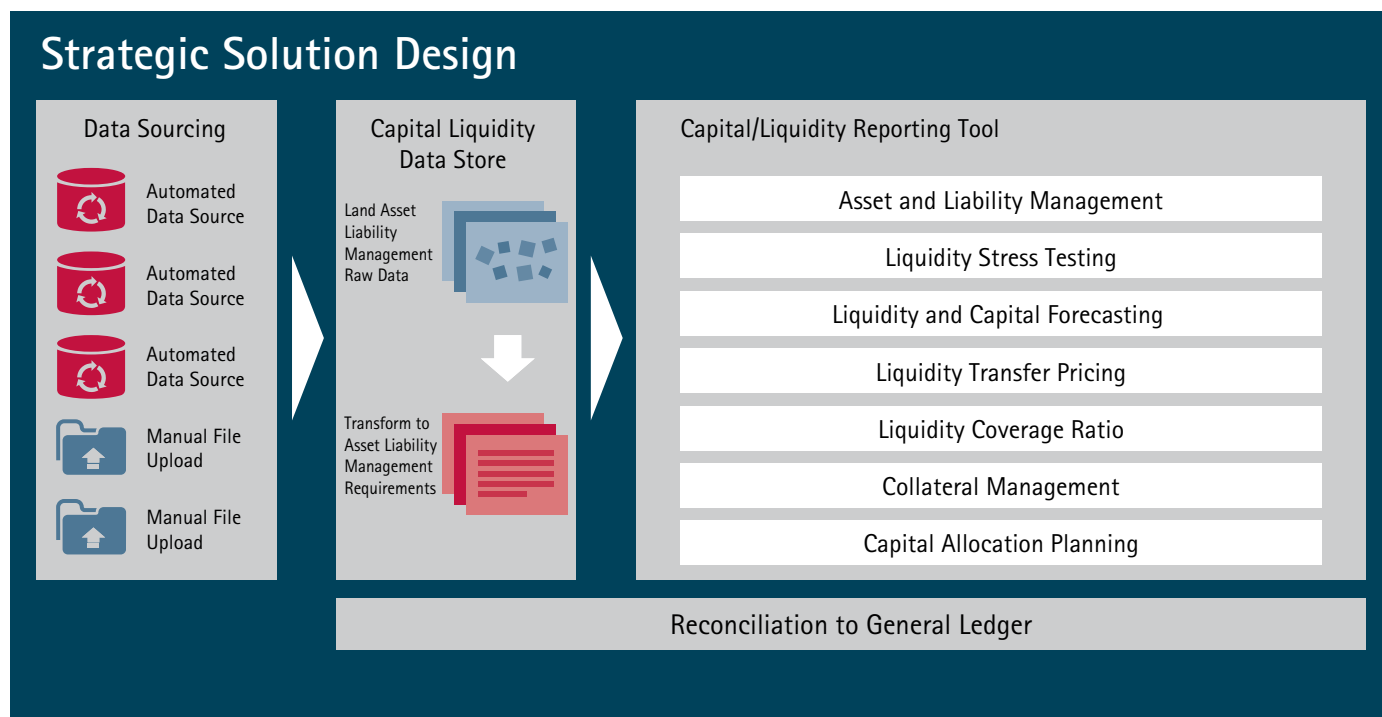 Strategic Solution Design
Data Sourcing
Automated
Data Source
Automated
Data Source
Automated
Data Source
Manual File
Upload
Manual File
Upload
Capital Liquidity
Data Store
Land Asset
Liability
Management
Raw Data
Transform to
Asset Liability
Management
Requirements
Capital/Liquidity Reporting Tool
Asset and Liability Management
Liquidity Stress Testing
Liquidity and Capital Forecasting
Liquidity Transfer Pricing
Liquidity Coverage Ratio
Collateral Management
Capital Allocation Planning
Reconciliation to General Ledger